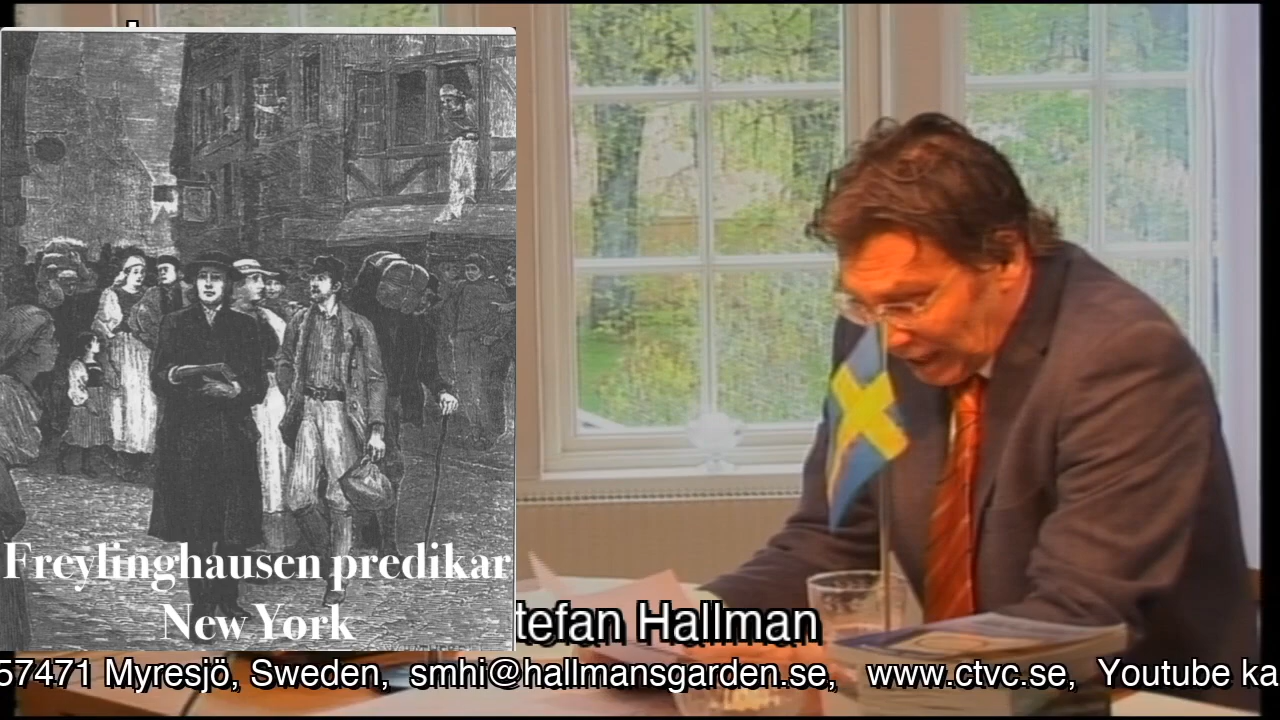 Freylinghausen predikar
New York
tefan Hallman
57471 Myresjö, Sweden, smhi@hallmansgarden.se, www.ctvc.se, Youtube ka